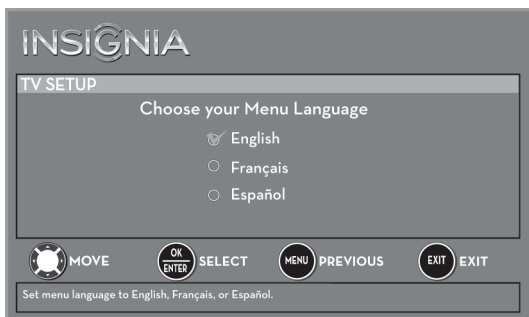 INSIGNIA
TV SETUP
Choose your Menu Language
English
Français
Español
MOVE OK ENTER SELECT MENU PREVIOUS EXIT EXIT
Set menu language to English, Français, or Español.